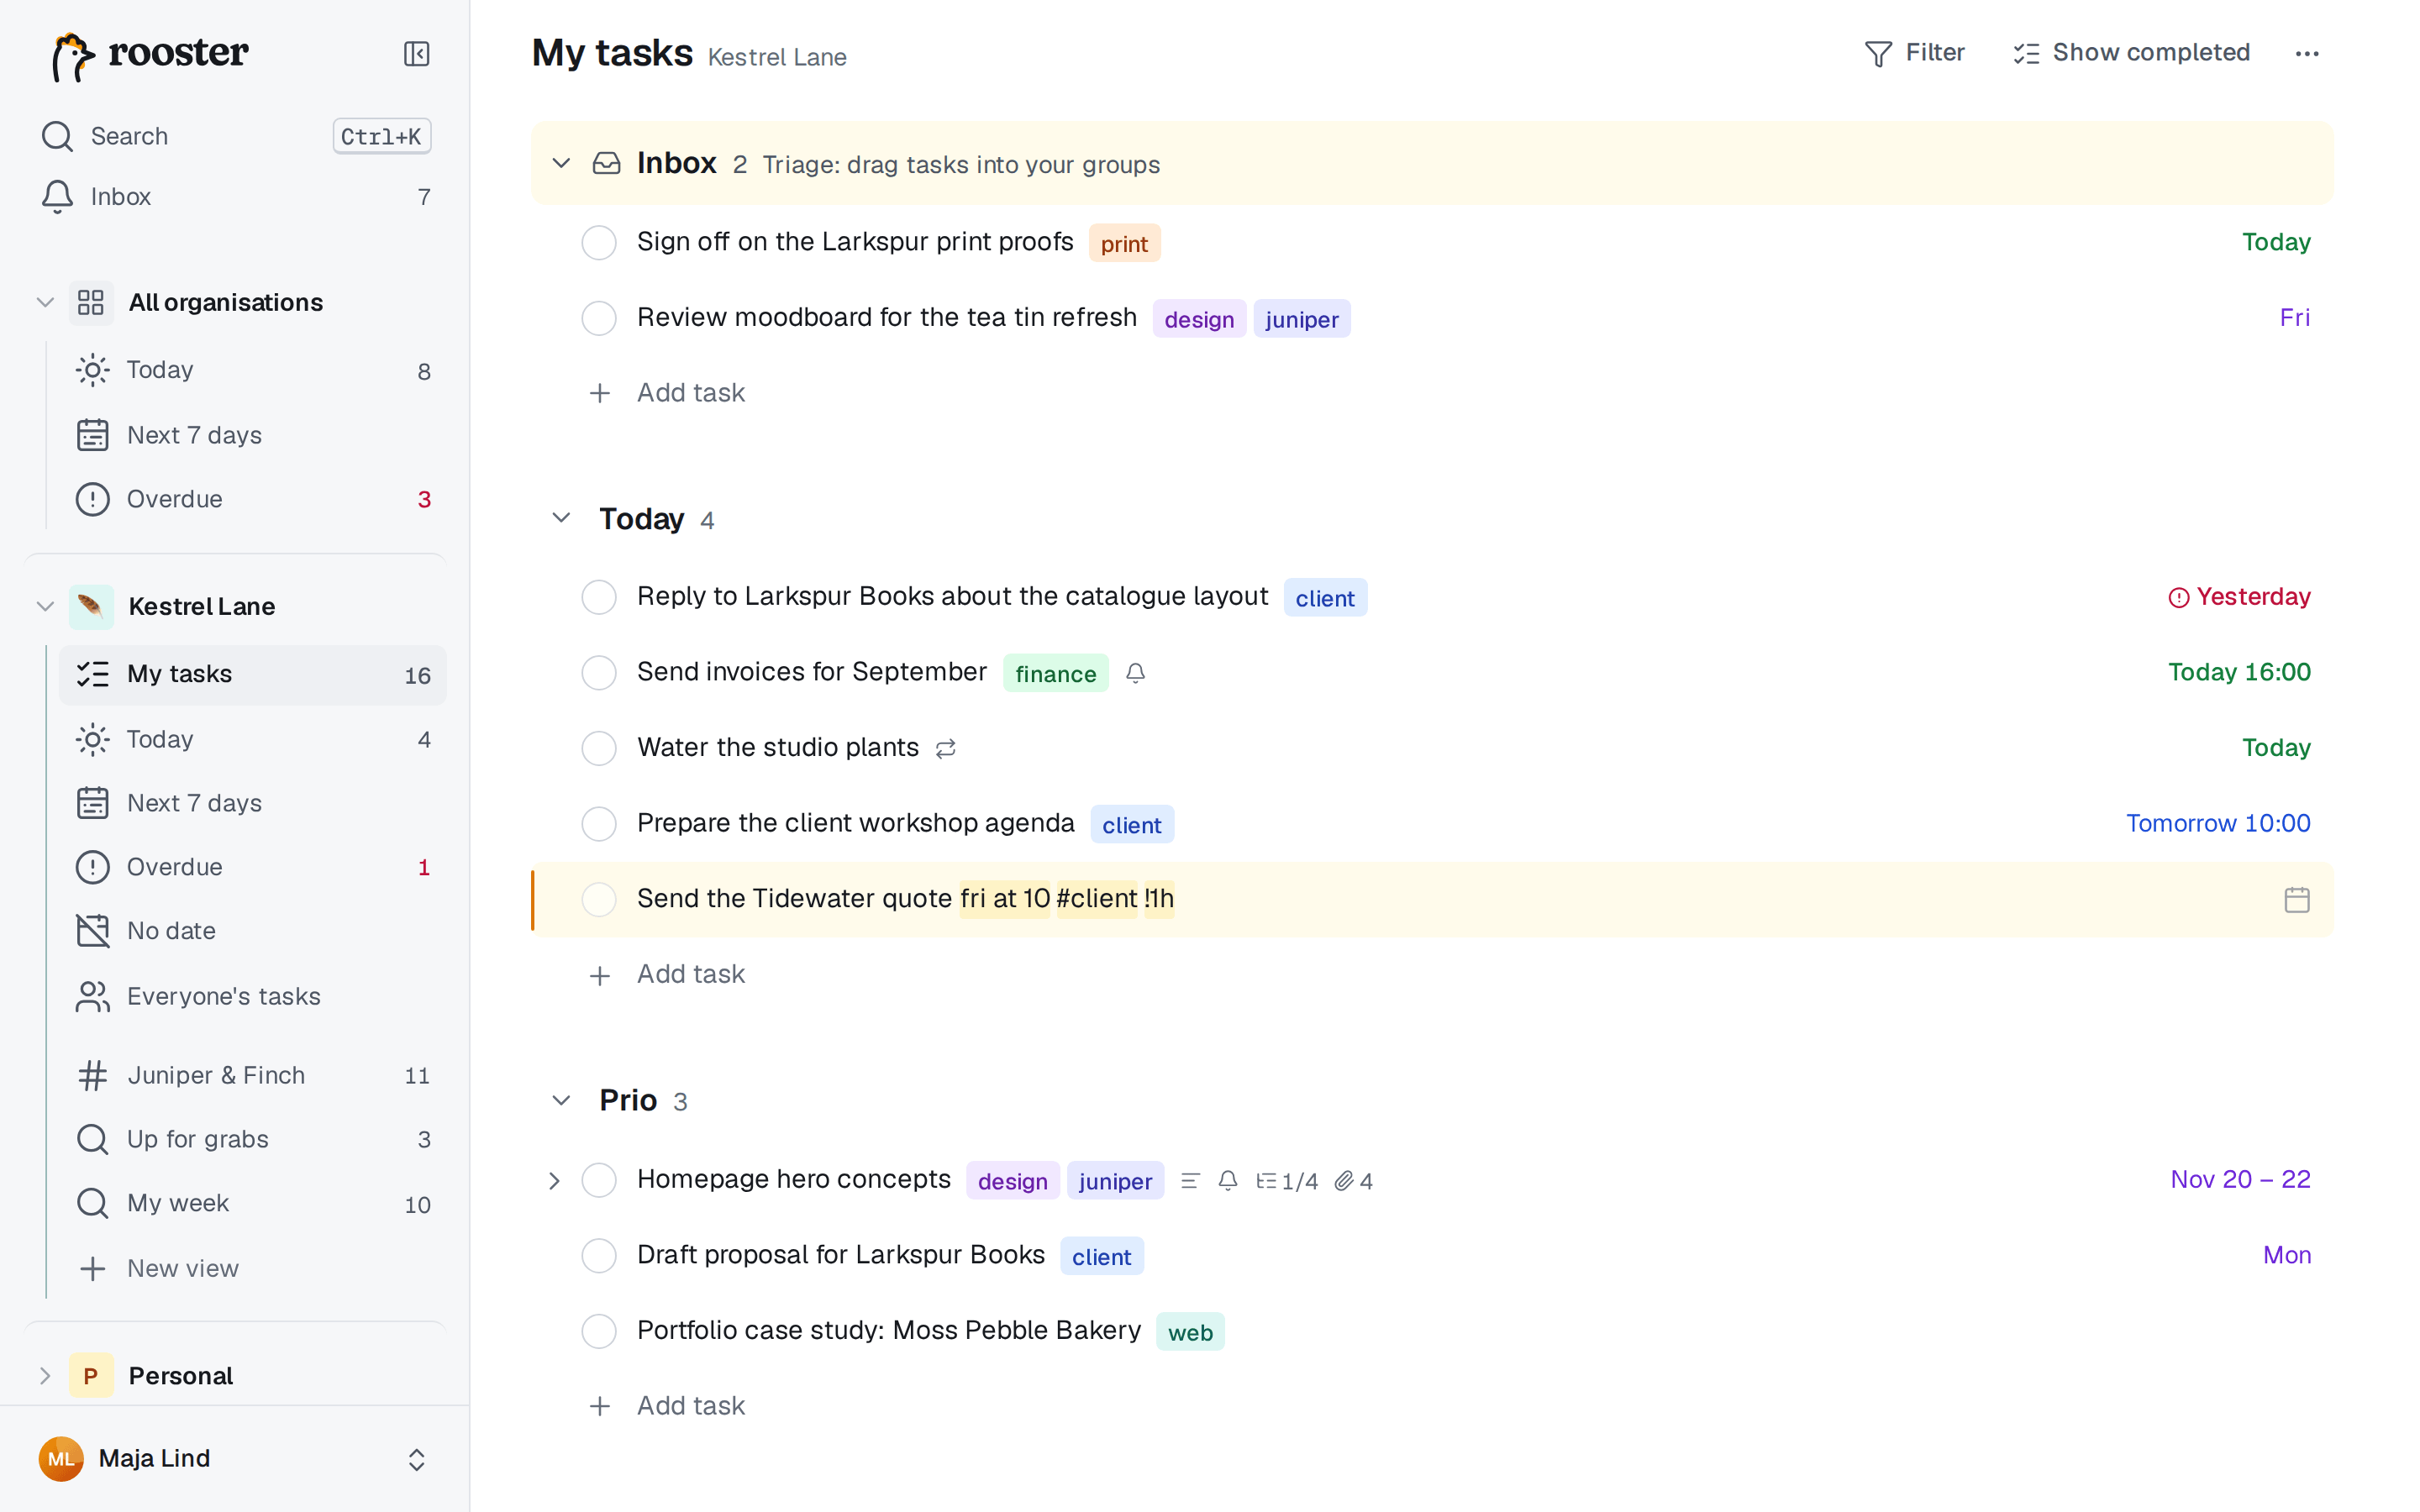 rooster
Search Ctrl+K
Inbox 7
All organisations
Today 8
Next 7 days
Overdue 3
Kestrel Lane
My tasks 16
Today 4
Next 7 days
Overdue 1
No date
Everyone's tasks
Juniper & Finch 11
Up for grabs 3
My week 10
New view
P Personal
ML Maja Lind
My tasks Kestrel Lane Filter Show completed
Inbox 2 Triage: drag tasks into your groups
Sign off on the Larkspur print proofs print Today
Review moodboard for the tea tin refresh design juniper Fri
Add task
Today 4
Reply to Larkspur Books about the catalogue layout client Yesterday
Send invoices for September finance Today 16:00
Water the studio plants Today
Prepare the client workshop agenda client Tomorrow 10:00
Send the Tidewater quote fri at 10 #client !1h
Add task
Prio 3
Homepage hero concepts design juniper 1/4 4 Nov 20 – 22
Draft proposal for Larkspur Books client Mon
Portfolio case study: Moss Pebble Bakery web
Add task